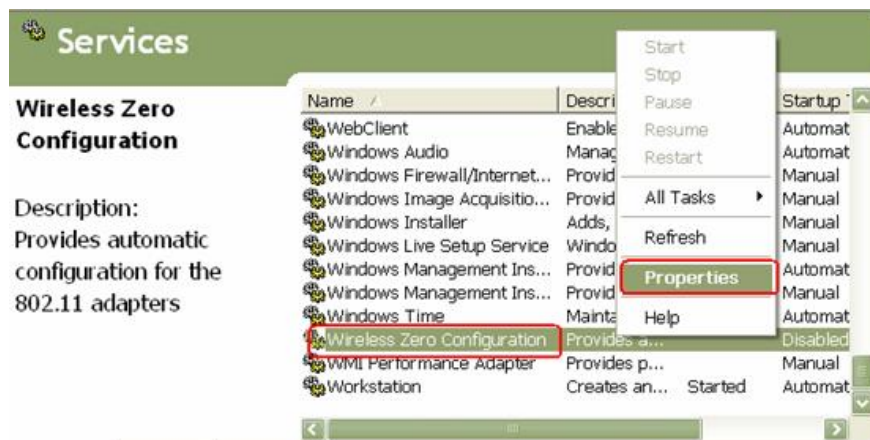 Services
Wireless Zero
Configuration
Description:
Provides automatic
configuration for the
802.11 adapters
Name Descri Startup
WebClient Enable Automat
Windows Audio Manag Automat
Windows Firewall/Internet... Provid Manual
Windows Image Acquisitio... Provid Manual
Windows Installer Adds, Manual
Windows Live Setup Service Windo Manual
Windows Management Ins... Provid Automat
Windows Management Ins... Provid Manual
Windows Time Mainta Automat
Wireless Zero Configuration Provides a... Disabled
WMI Performance Adapter Provides p... Manual
Workstation Creates an... Started Automat
Start
Stop
Pause
Resume
Restart
All Tasks
Refresh
Properties
Help